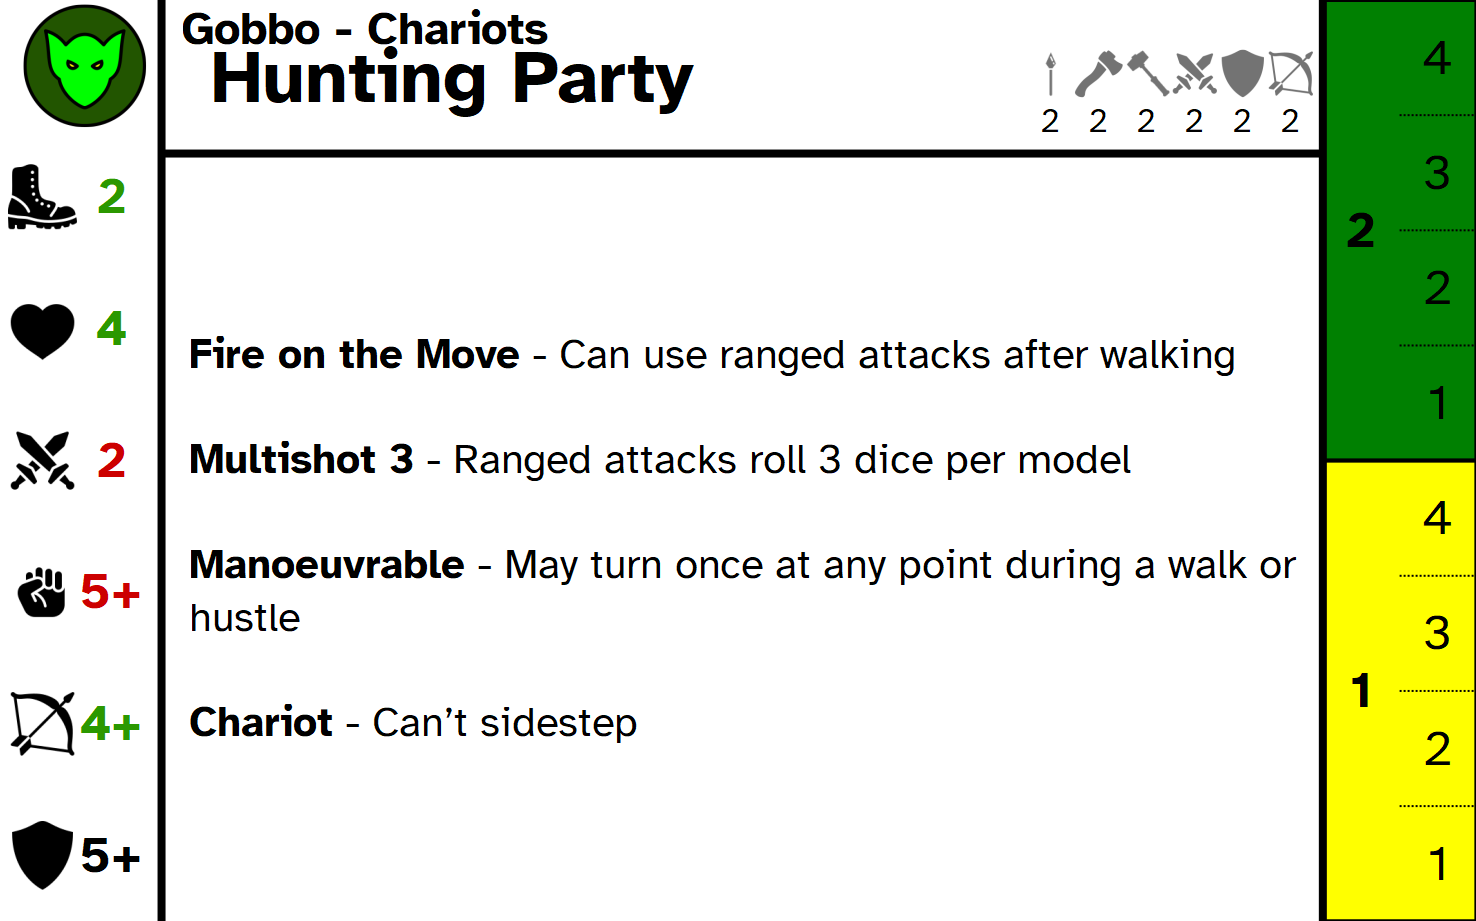 Gobbo - Chariots
Hunting Party
2 2 2 2 2 2
2
4
2
5+
4+
5+
Fire on the Move - Can use ranged attacks after walking
Multishot 3 - Ranged attacks roll 3 dice per model
Manoeuvrable - May turn once at any point during a walk or
hustle
Chariot - Can’t sidestep
2
4
3
2
1
1
4
3
2
1